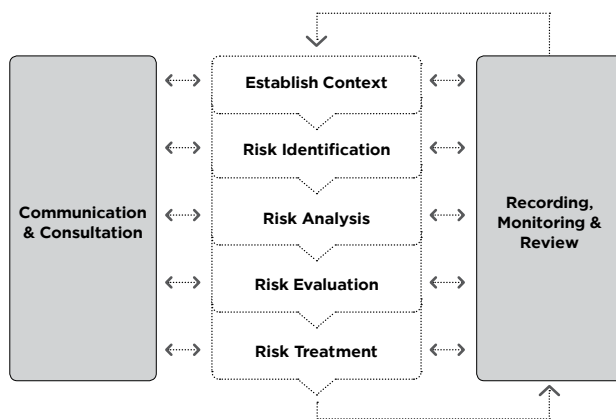 Establish Context
Risk Identification
Communication
& Consultation
Risk Analysis
Recording,
Monitoring &
Review
Risk Evaluation
Risk Treatment